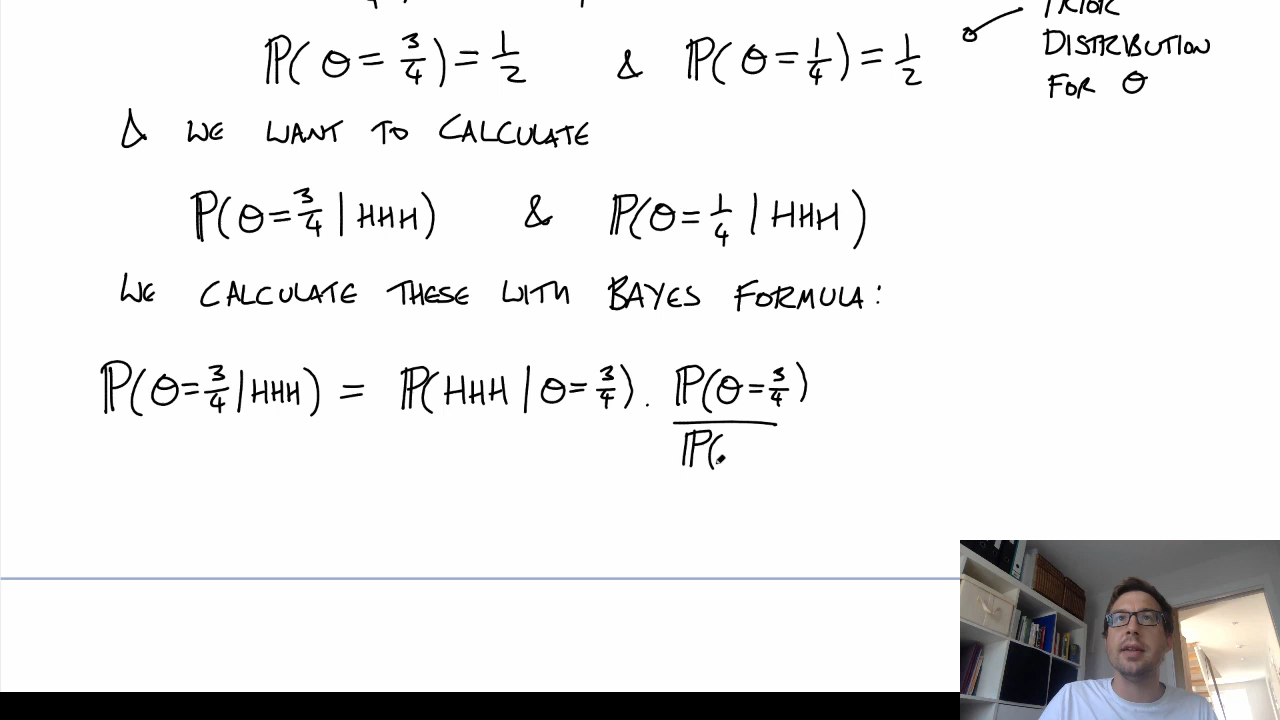 PRIOR
ℙ(θ = 3/4) = 1/2 & ℙ(θ = 1/4) = 1/2
DISTRIBUTION
FOR θ
& WE WANT TO CALCULATE
ℙ(θ = 3/4 | HHH) & ℙ(θ = 1/4 | HHH)
WE CALCULATE THESE WITH BAYES FORMULA:
ℙ(θ = 3/4 | HHH) = ℙ(HHH | θ = 3/4) . ℙ(θ = 3/4)
ℙ(